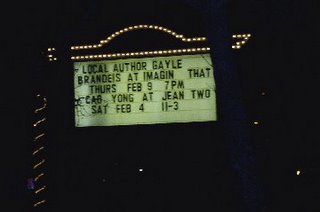 LOCAL AUTHOR GAYLE
BRANDEIS AT IMAGIN THAT
THURS FEB 9 7PM
CAB YONG AT JEAN TWO
SAT FEB 4 11-3